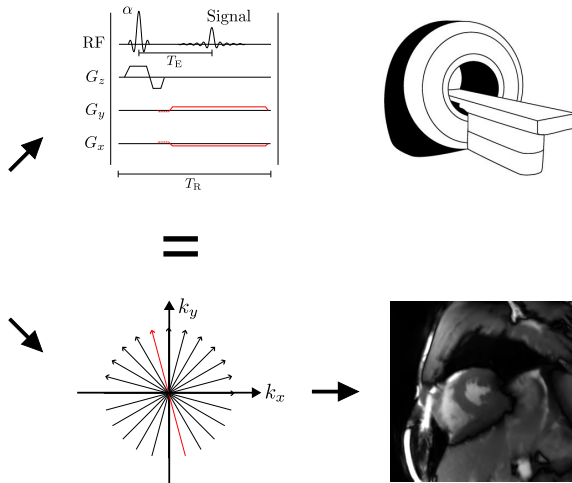 α
Signal
RF
T_E
G_z
G_y
G_x
T_R
=
k_y
k_x